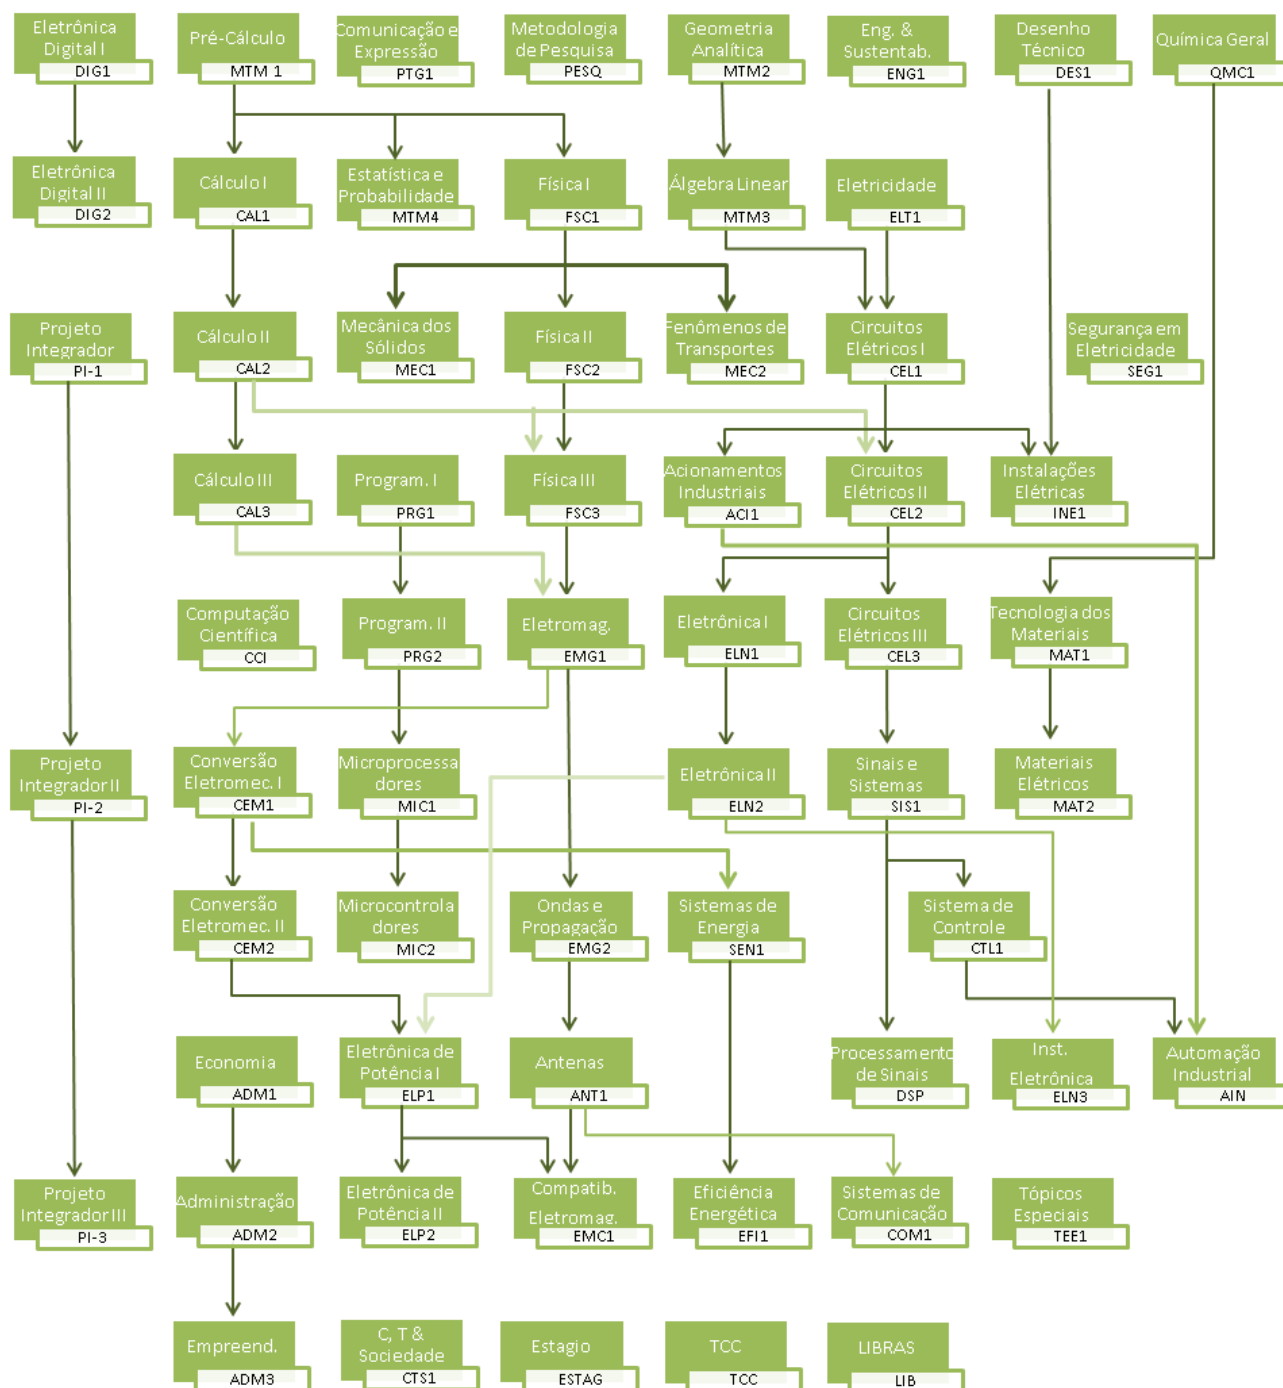 Eletrônica
Digital I
DIG1
Pré-Cálculo
MTM 1
Comunicação e
Expressão
PTG1
Metodologia
de Pesquisa
PESQ
Geometria
Analítica
MTM2
Eng. &
Sustentab.
ENG1
Desenho
Técnico
DES1
Química Geral
QMC1
Eletrônica
Digital II
DIG2
Cálculo I
CAL1
Estatística e
Probabilidade
MTM4
Física I
FSC1
Álgebra Linear
MTM3
Eletricidade
ELT1
Projeto
Integrador
PI-1
Cálculo II
CAL2
Mecânica dos
Sólidos
MEC1
Física II
FSC2
Fenômenos de
Transportes
MEC2
Circuitos
Elétricos I
CEL1
Segurança em
Eletricidade
SEG1
Cálculo III
CAL3
Program. I
PRG1
Física III
FSC3
Acionamentos
Industriais
ACI1
Circuitos
Elétricos II
CEL2
Instalações
Elétricas
INE1
Computação
Científica
CCI
Program. II
PRG2
Eletromag.
EMG1
Eletrônica I
ELN1
Circuitos
Elétricos III
CEL3
Tecnologia dos
Materiais
MAT1
Projeto
Integrador II
PI-2
Conversão
Eletromec. I
CEM1
Microprocessa
dores
MIC1
Eletrônica II
ELN2
Sinais e
Sistemas
SIS1
Materiais
Elétricos
MAT2
Conversão
Eletromec. II
CEM2
Microcontrola
dores
MIC2
Ondas e
Propagação
EMG2
Sistemas de
Energia
SEN1
Sistema de
Controle
CTL1
Economia
ADM1
Eletrônica de
Potência I
ELP1
Antenas
ANT1
Processamento
de Sinais
DSP
Inst.
Eletrônica
ELN3
Automação
Industrial
AIN
Projeto
Integrador III
PI-3
Administração
ADM2
Eletrônica de
Potência II
ELP2
Compatib.
Eletromag.
EMC1
Eficiência
Energética
EFI1
Sistemas de
Comunicação
COM1
Tópicos
Especiais
TEE1
Empreend.
ADM3
C, T &
Sociedade
CTS1
Estagio
ESTAG
TCC
TCC
LIBRAS
LIB